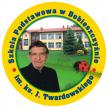 Szkoła Podstawowa w Dobieszczyźnie
im. ks. J. Twardowskiego